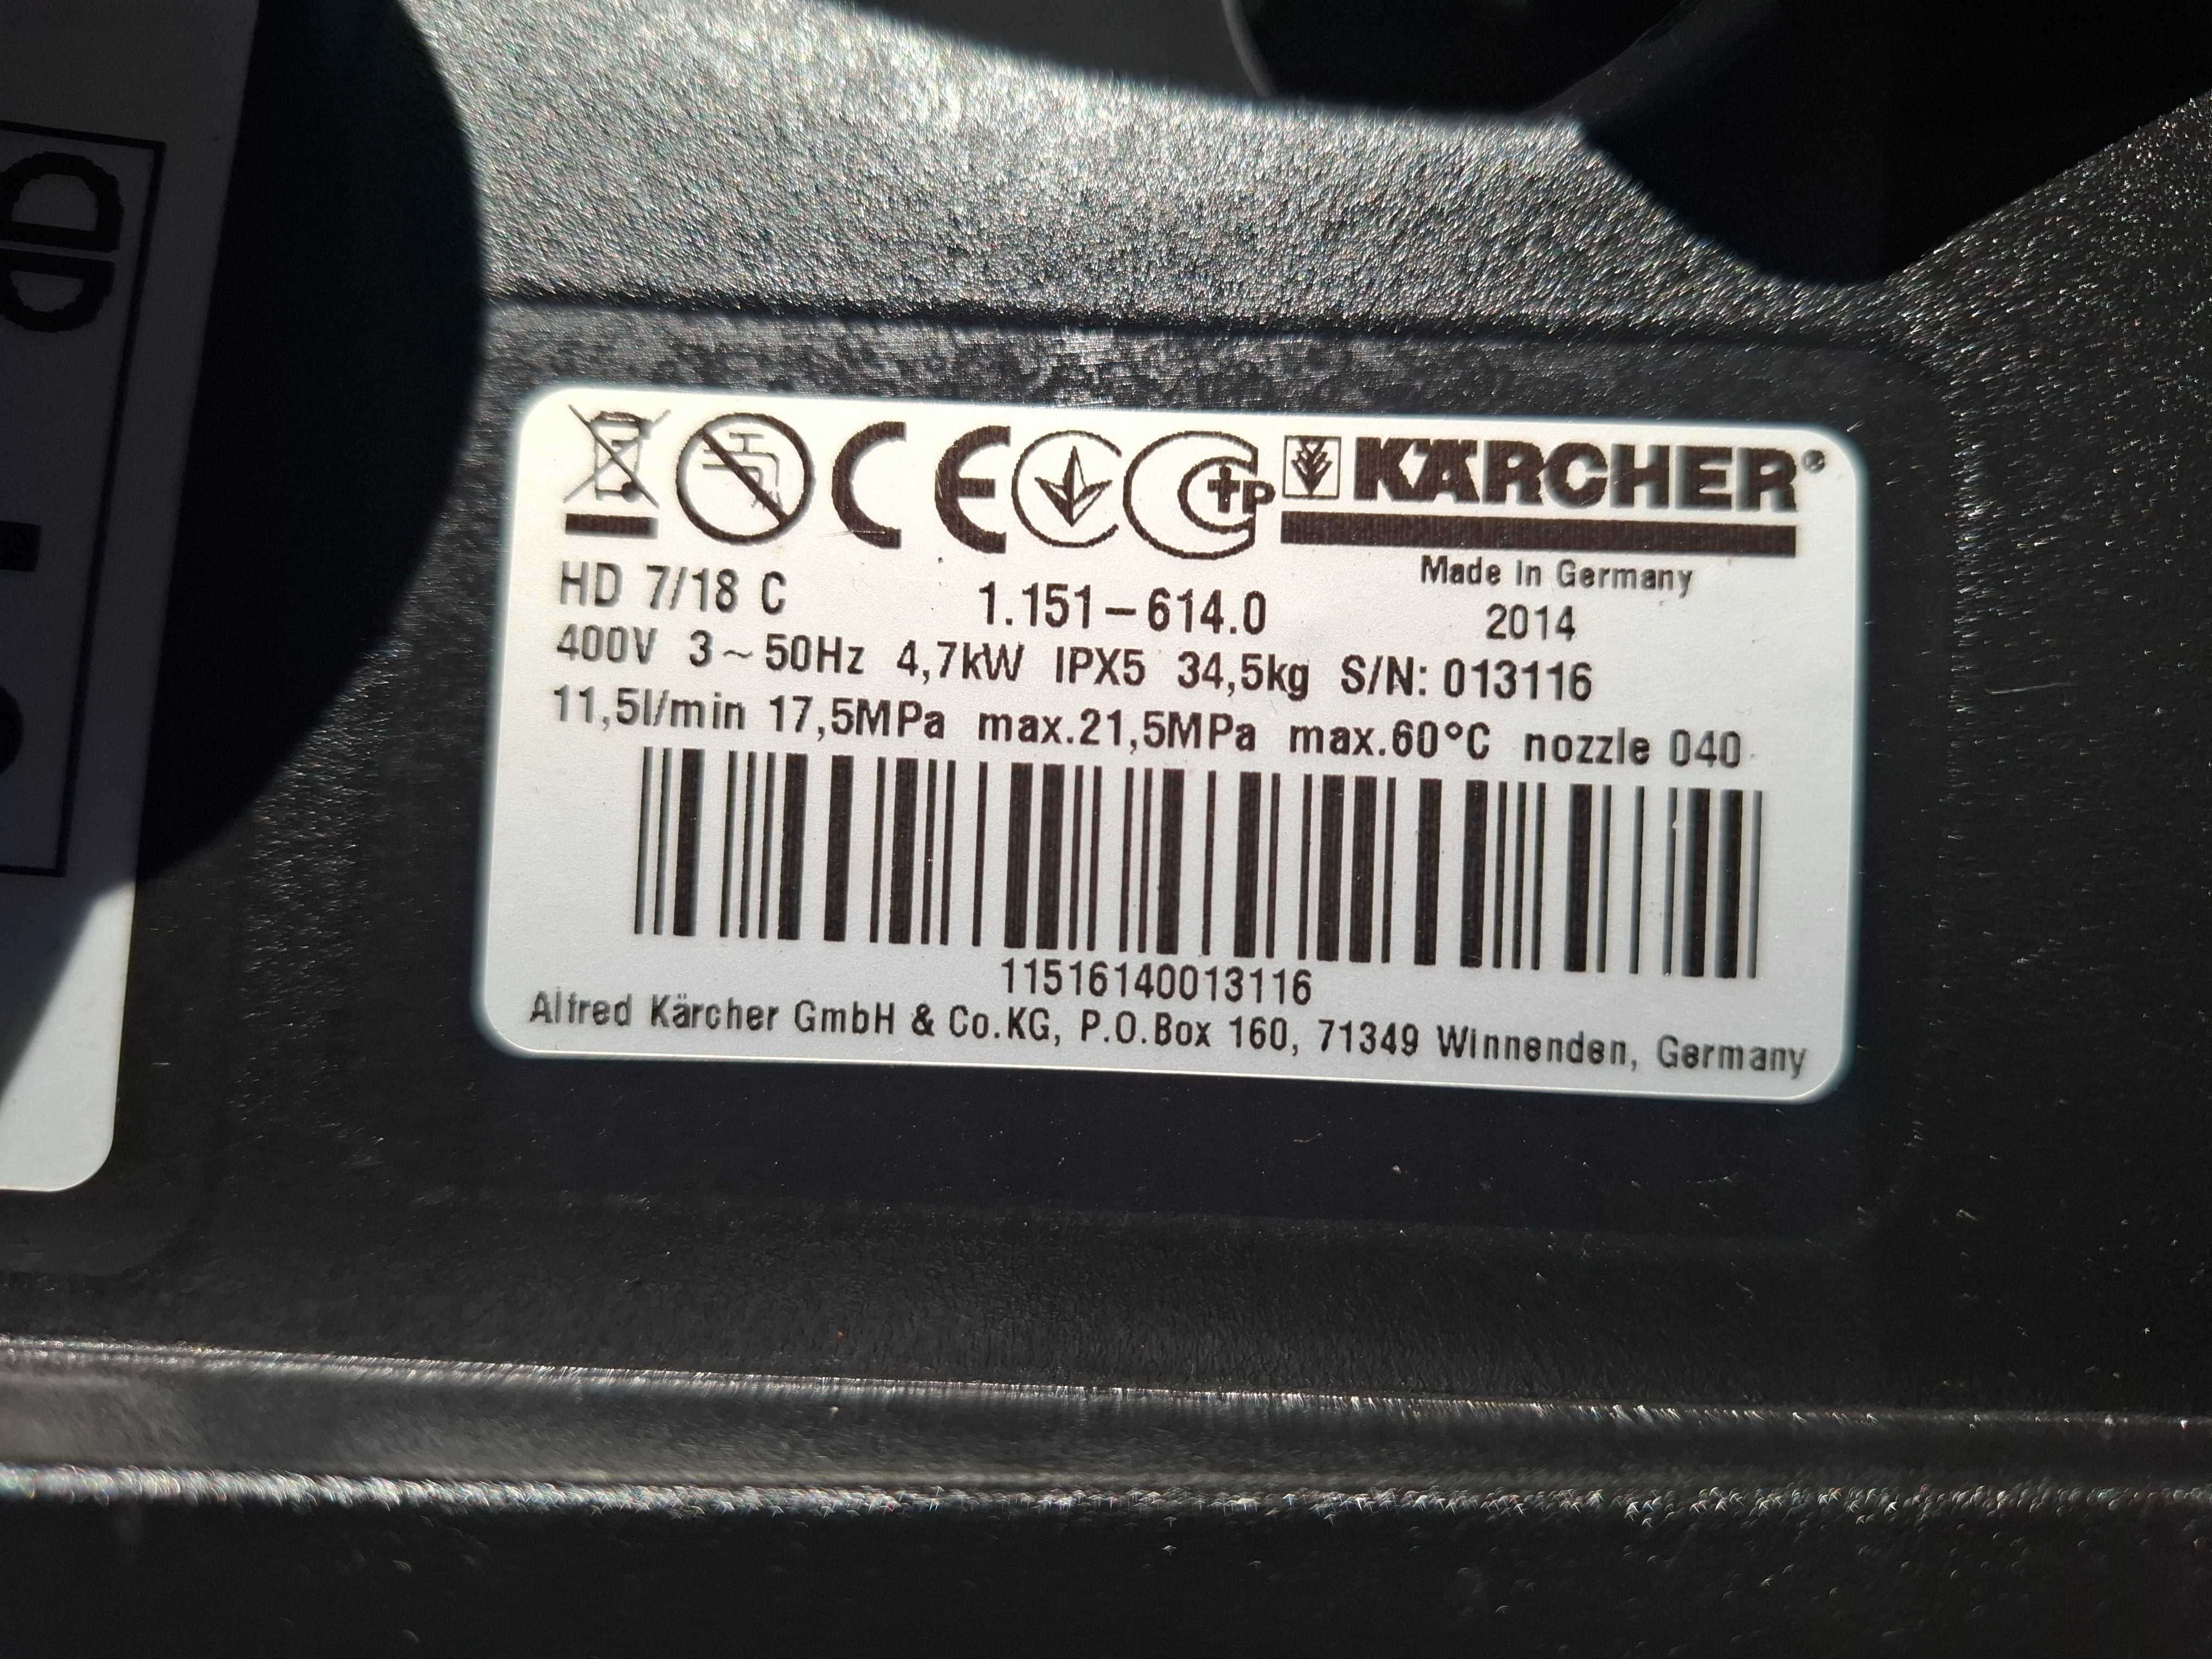 KÄRCHER®
Made in Germany
HD 7/18 C 1.151-614.0 2014
400V 3~50Hz 4,7kW IPX5 34,5kg S/N: 013116
11,5l/min 17,5MPa max.21,5MPa max.60°C nozzle 040
11516140013116
Alfred Kärcher GmbH & Co.KG, P.O.Box 160, 71349 Winnenden, Germany